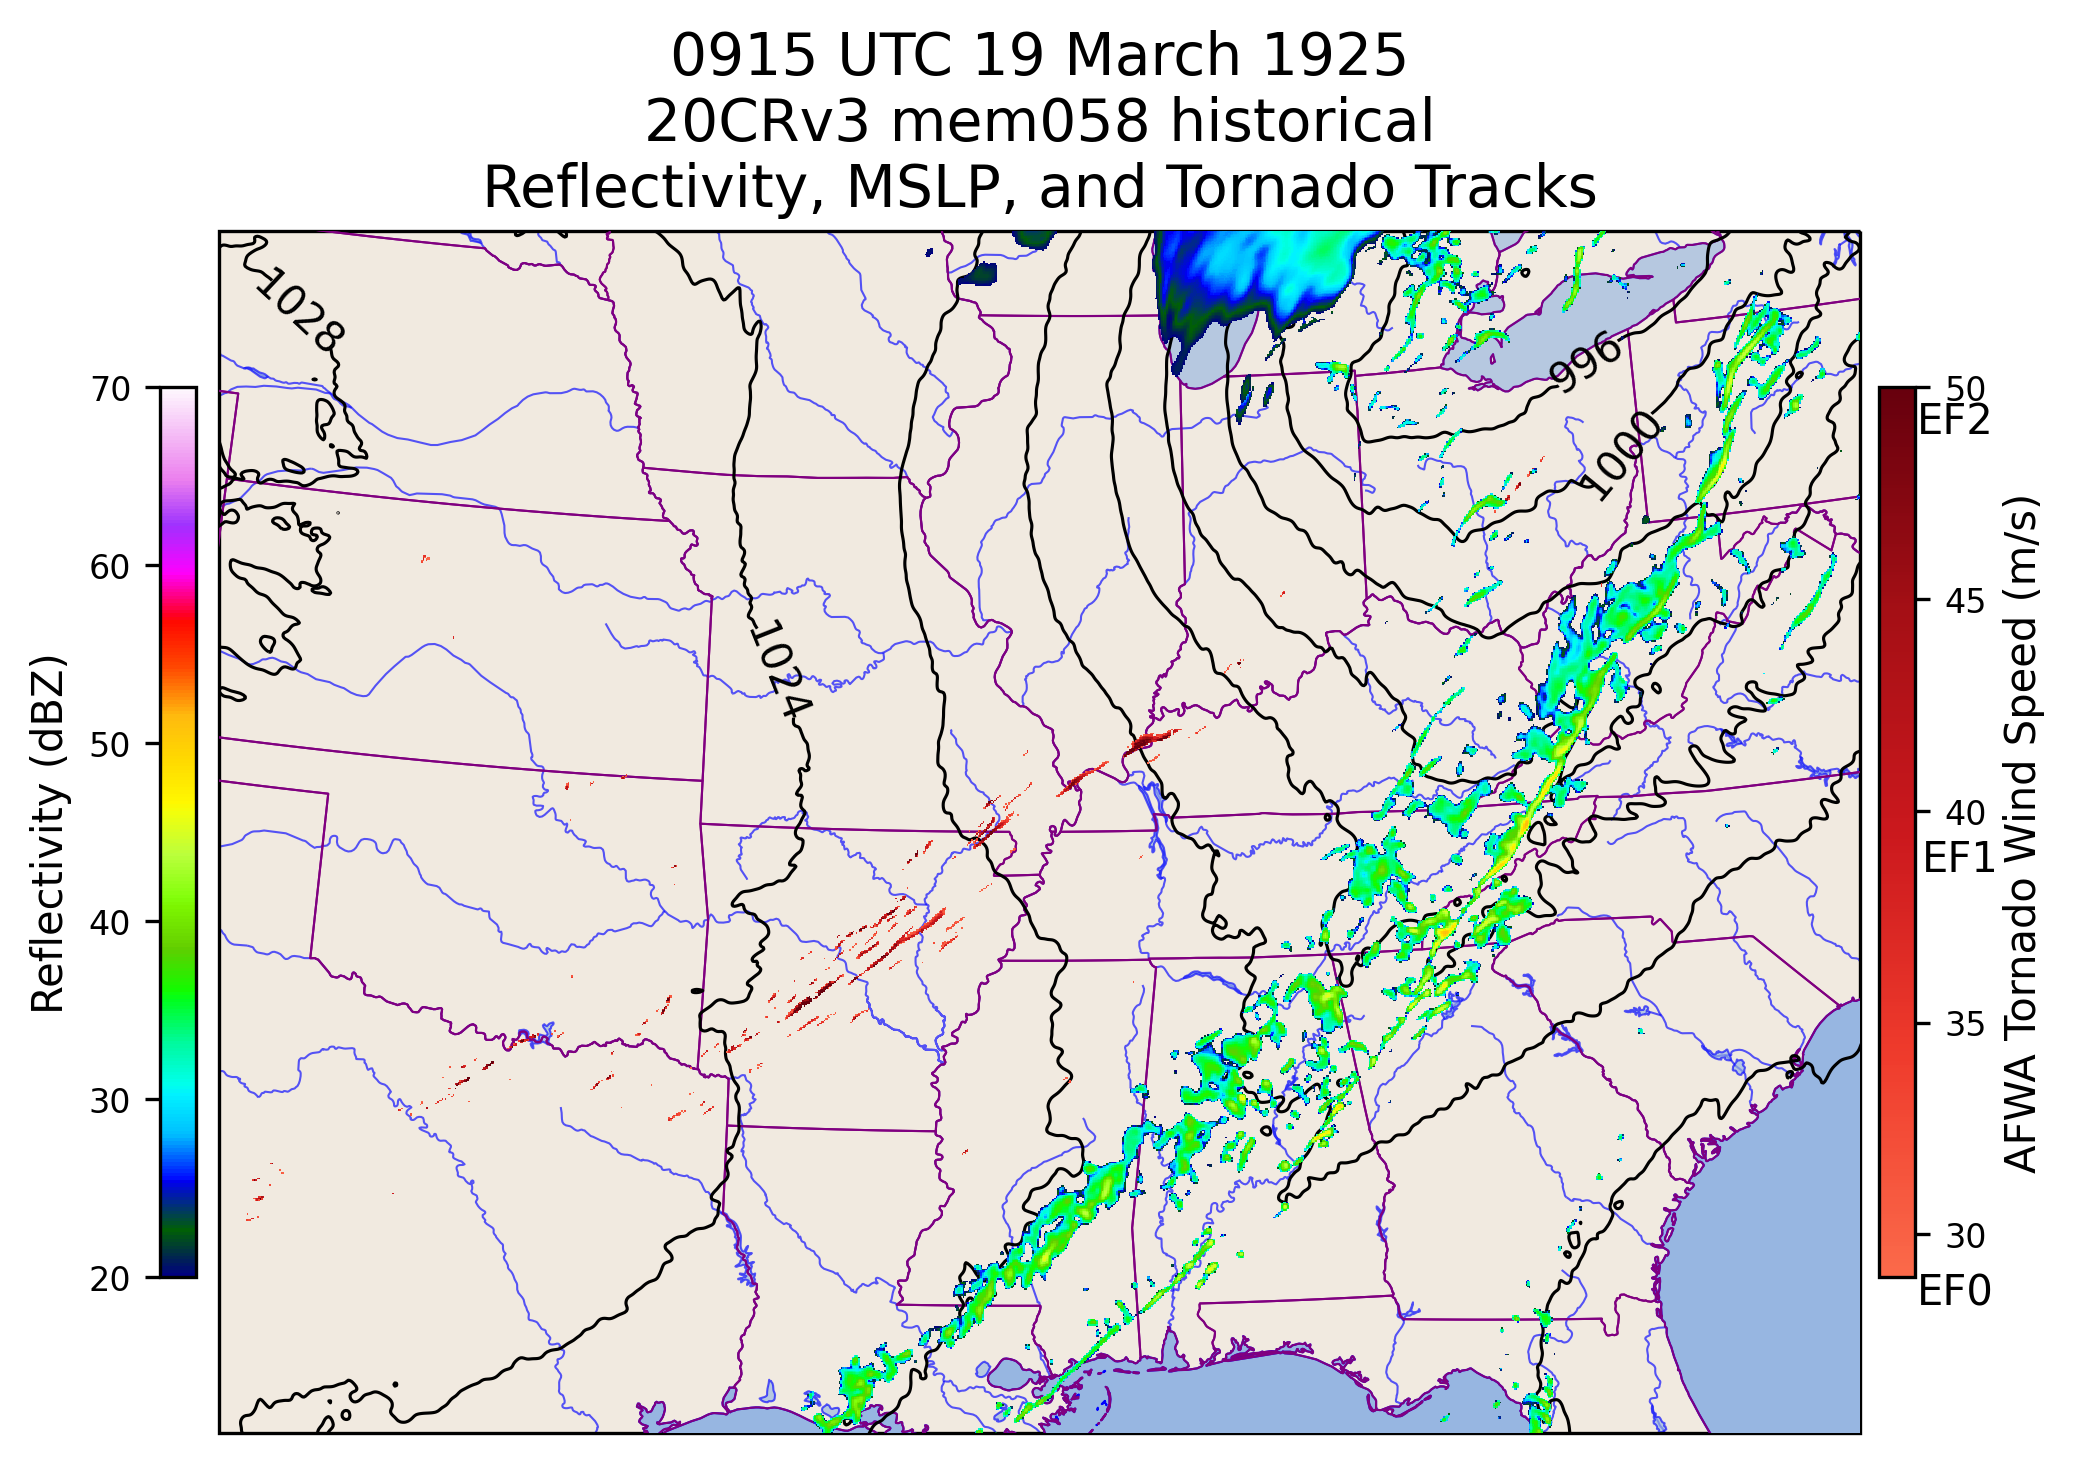 0915 UTC 19 March 1925
20CRv3 mem058 historical
Reflectivity, MSLP, and Tornado Tracks
1028
996
1000
1024
70
60
50
40
30
20
Reflectivity (dBZ)
50
EF2
45
40
EF1
35
30
EF0
AFWA Tornado Wind Speed (m/s)